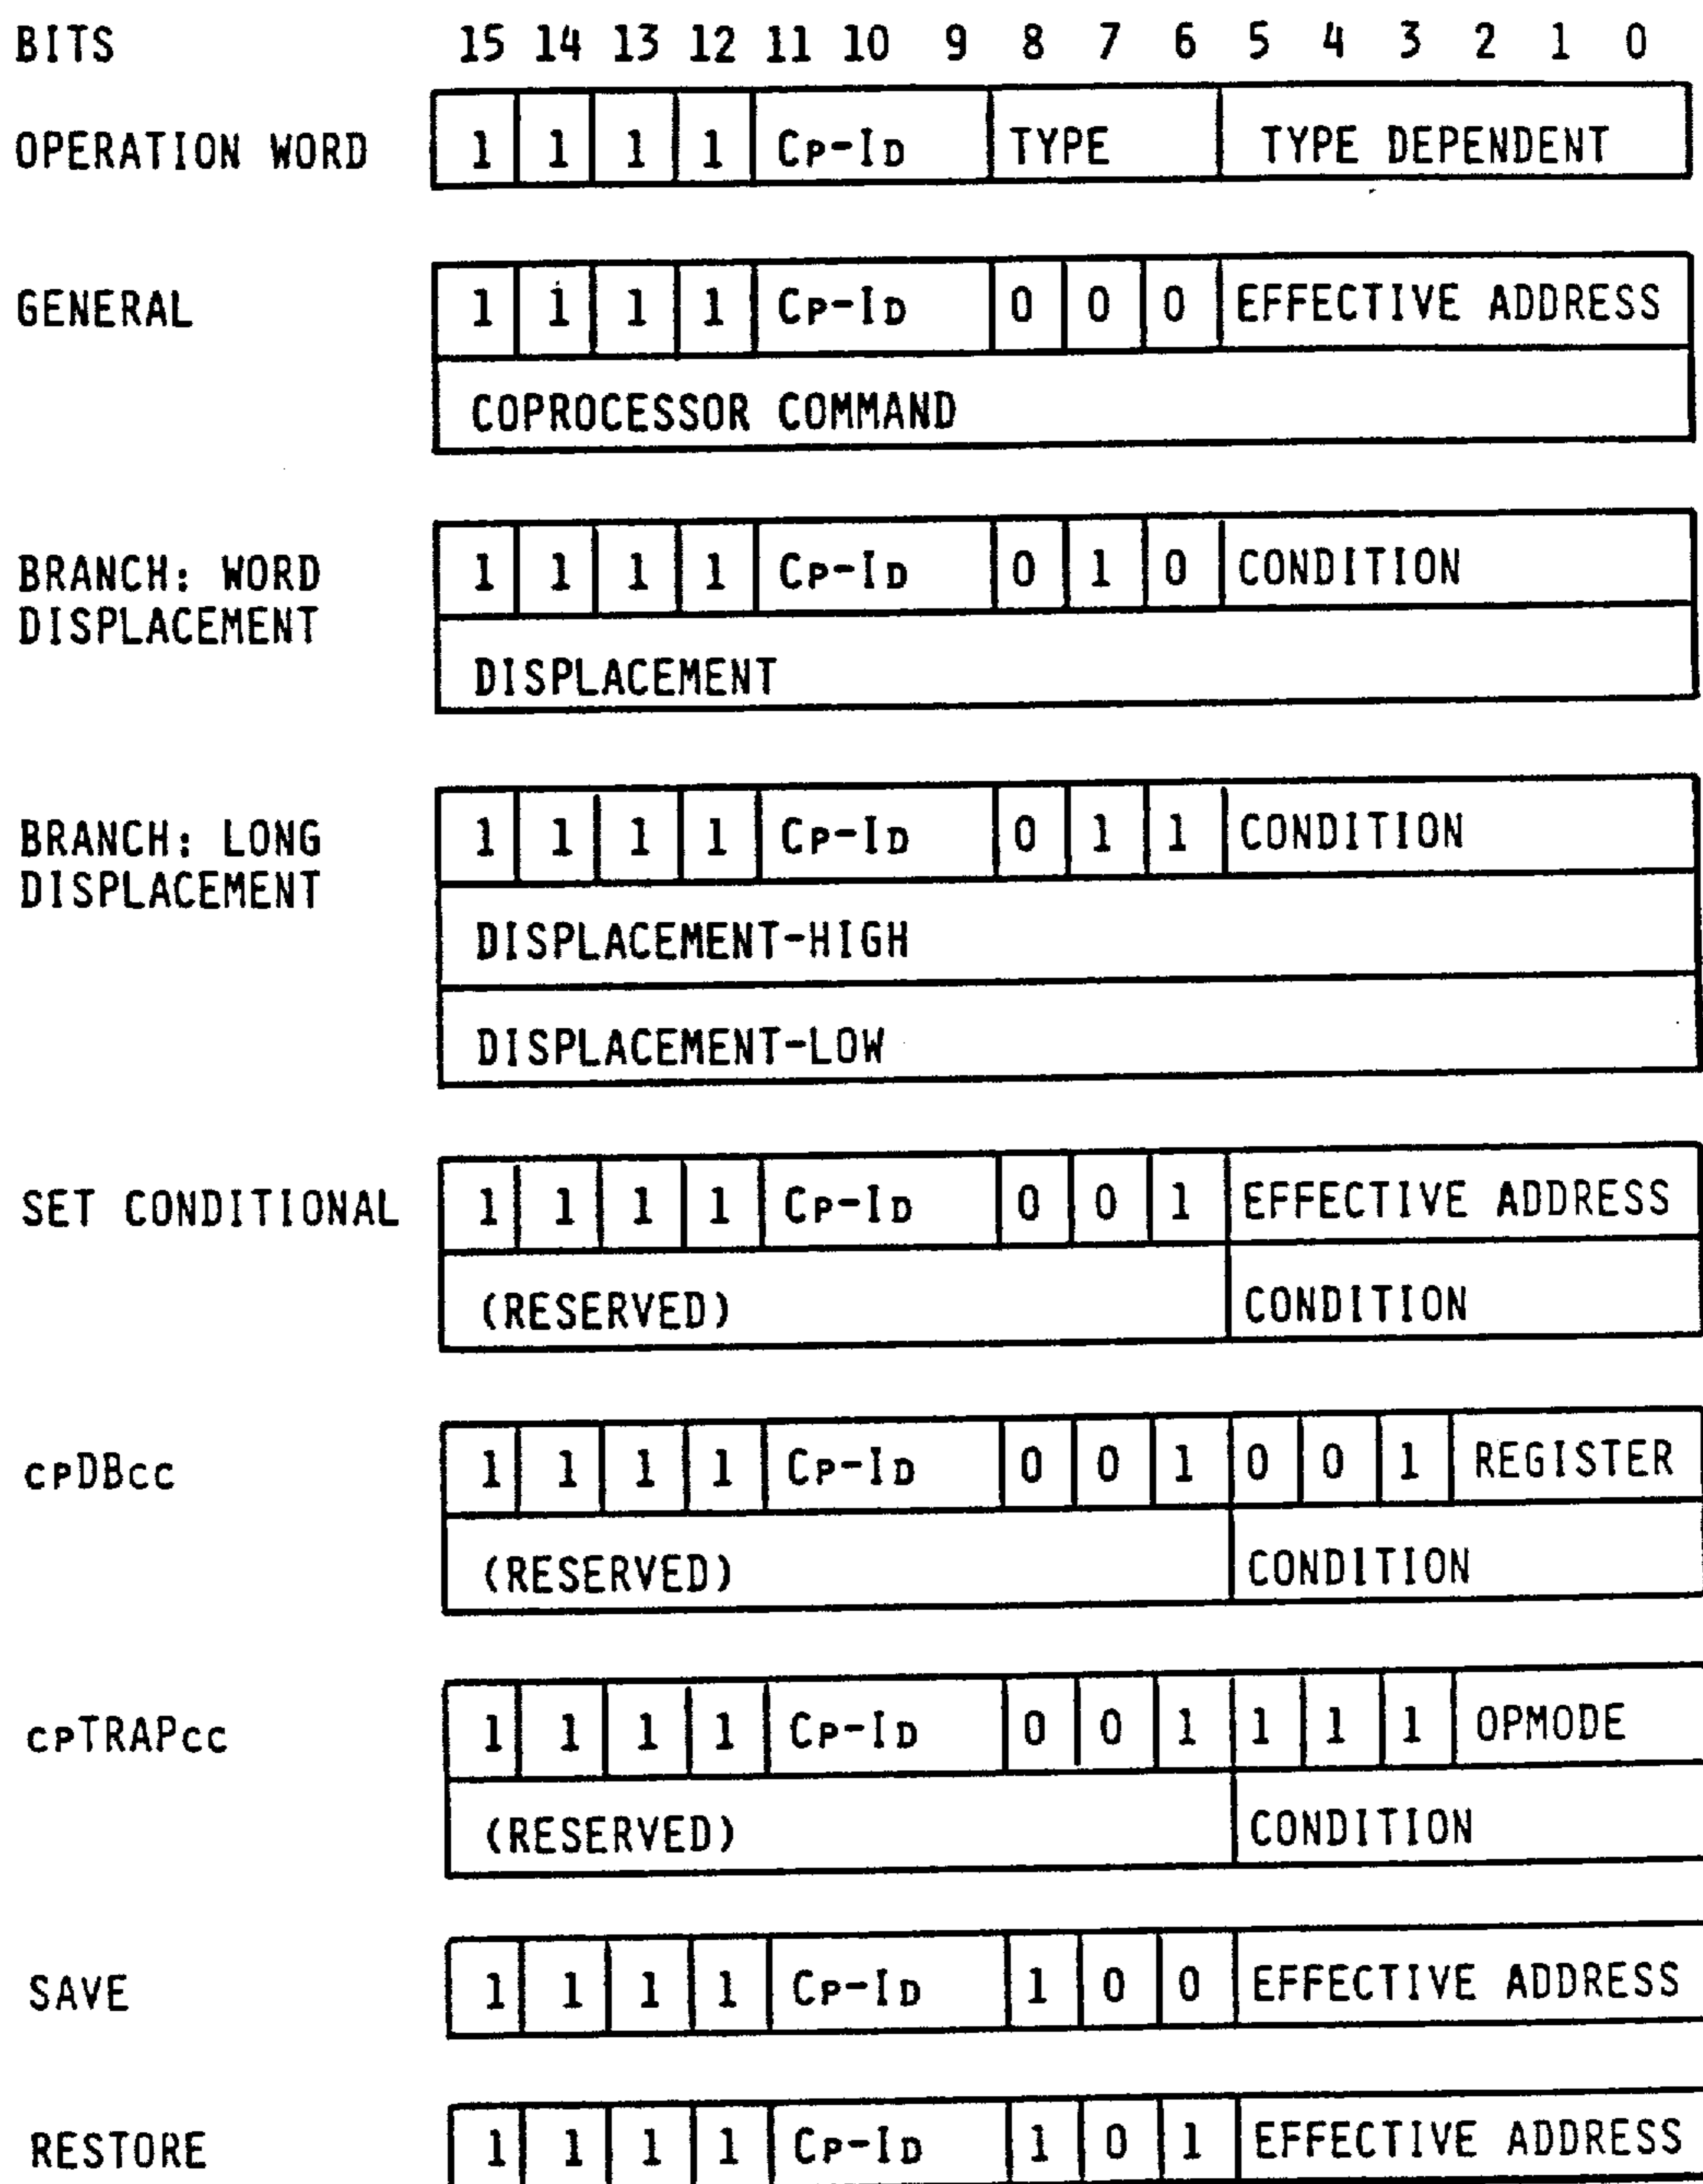 BITS 15 14 13 12 11 10 9 8 7 6 5 4 3 2 1 0
OPERATION WORD 1 1 1 1 Cp-Id TYPE TYPE DEPENDENT
GENERAL 1 1 1 1 Cp-Id 0 0 0 EFFECTIVE ADDRESS
COPROCESSOR COMMAND
BRANCH: WORD DISPLACEMENT 1 1 1 1 Cp-Id 0 1 0 CONDITION
DISPLACEMENT
BRANCH: LONG DISPLACEMENT 1 1 1 1 Cp-Id 0 1 1 CONDITION
DISPLACEMENT-HIGH
DISPLACEMENT-LOW
SET CONDITIONAL 1 1 1 1 Cp-Id 0 0 1 EFFECTIVE ADDRESS
(RESERVED) CONDITION
cpDBcc 1 1 1 1 Cp-Id 0 0 1 0 0 1 REGISTER
(RESERVED) CONDITION
cpTRAPcc 1 1 1 1 Cp-Id 0 0 1 1 1 1 OPMODE
(RESERVED) CONDITION
SAVE 1 1 1 1 Cp-Id 1 0 0 EFFECTIVE ADDRESS
RESTORE 1 1 1 1 Cp-Id 1 0 1 EFFECTIVE ADDRESS